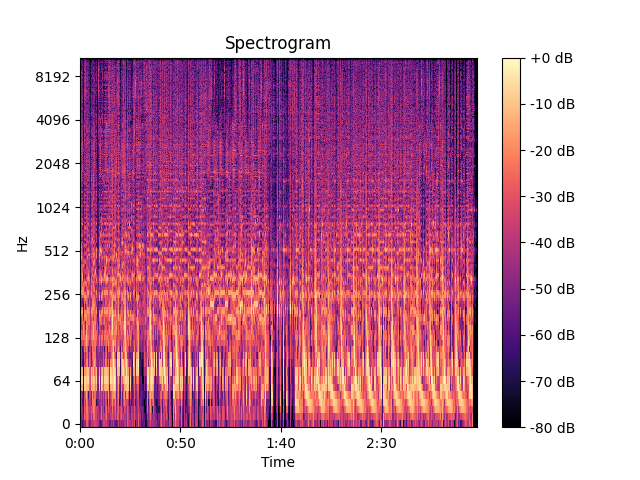 Spectrogram
8192
4096
2048
1024
512
256
128
64
0
Hz
0:00
0:50
1:40
2:30
Time
+0 dB
-10 dB
-20 dB
-30 dB
-40 dB
-50 dB
-60 dB
-70 dB
-80 dB